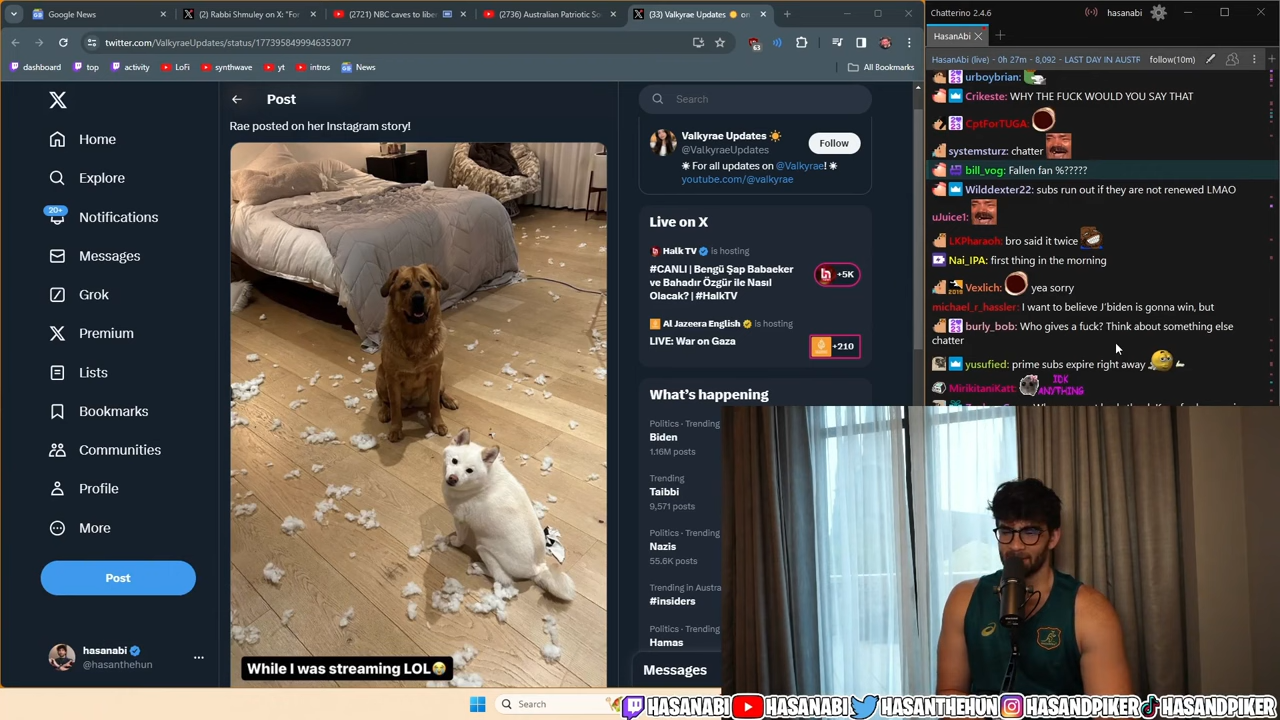 Google News
(2) Rabbi Shmuley on X: "Fo
(2721) NBC caves to liber
(2736) Australian Patriotic So
(33) Valkyrae Updates on
twitter.com/ValkyraeUpdates/status/1773958499946353077
63
dashboard
top
activity
LoFi
synthwave
yt
intros
News
All Bookmarks
Home
Explore
20+
Notifications
Messages
Grok
Premium
Lists
Bookmarks
Communities
Profile
More
Post
hasanabi
@hasanthehun
Post
Rae posted on her Instagram story!
While I was streaming LOL
Search
Valkyrae Updates
@ValkyraeUpdates
Follow
For all updates on @Valkyrae!
youtube.com/@valkyrae
Live on X
Halk TV is hosting
#CANLI | Bengü Şap Babaeker
ve Bahadır Özgür ile Nasıl
Olacak? | #HalkTV
+5K
Al Jazeera English is hosting
LIVE: War on Gaza
+210
What's happening
Politics · Trending
Biden
1.16M posts
Trending
Taibbi
9,571 posts
Politics · Trending
Nazis
55.6K posts
Trending in Austra
#insiders
Politics · Trending
Hamas
Messages
Search
Chatterino 2.4.6
hasanabi
HasanAbi
HasanAbi (live) - 0h 27m - 8,092 - LAST DAY IN AUSTR
follow(10m)
urboybrian:
Crikeste: WHY THE FUCK WOULD YOU SAY THAT
CptForTUGA:
systemsturz: chatter
bill_vog: Fallen fan %?????
Wilddexter22: subs run out if they are not renewed LMAO
uJuice1:
LKPharaoh: bro said it twice
Nai_IPA: first thing in the morning
Vexlich: yea sorry
michael_r_hassler: I want to believe J'biden is gonna win, but
burly_bob: Who gives a fuck? Think about something else
chatter
yusufied: prime subs expire right away
MirikitaniKatt: IDK
ANYTHING
HASANABI
HASANABI
HASANTHEHUN
HASANDPIKER
HASANDPIKER